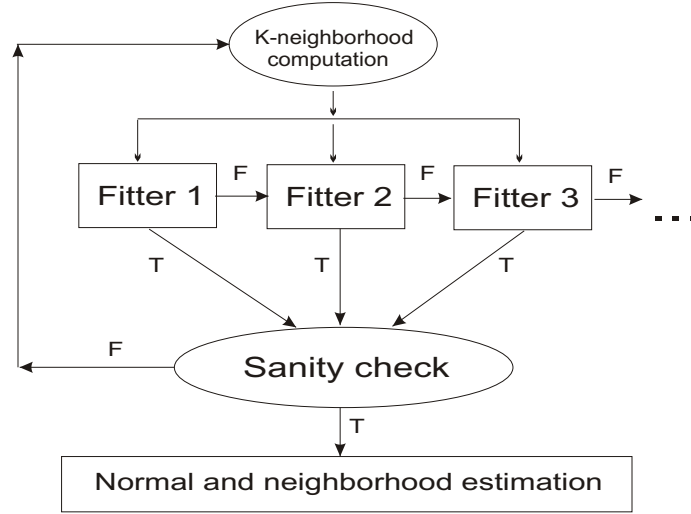 K-neighborhood
computation
F
F
F
Fitter 1
Fitter 2
Fitter 3
T
T
T
F
Sanity check
T
Normal and neighborhood estimation